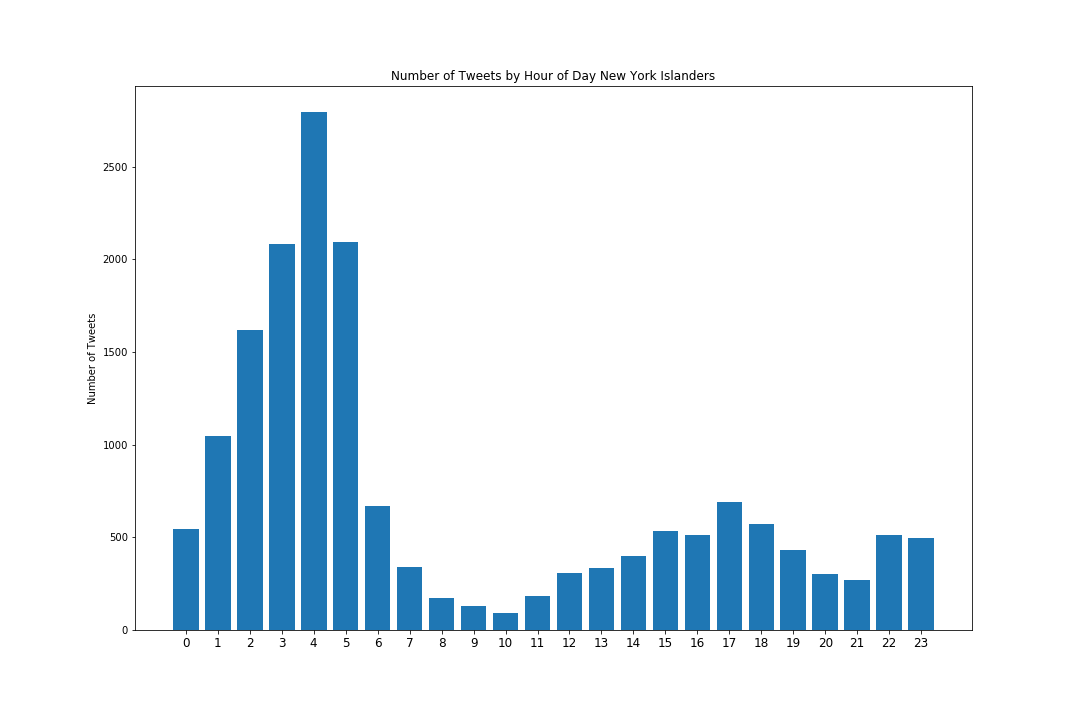 Number of Tweets by Hour of Day New York Islanders
Number of Tweets
2500
2000
1500
1000
500
0
0 1 2 3 4 5 6 7 8 9 10 11 12 13 14 15 16 17 18 19 20 21 22 23